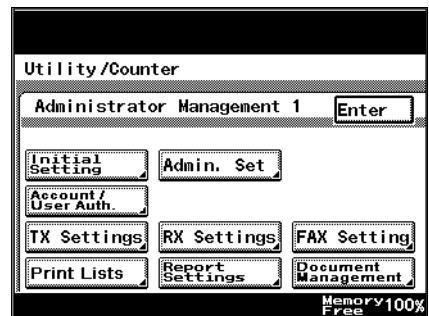 Utility/Counter
Administrator Management 1
Enter
Initial
Setting
Admin. Set
Account/
User Auth.
TX Settings
RX Settings
FAX Setting
Print Lists
Report
Settings
Document
Management
Memory
Free 100%